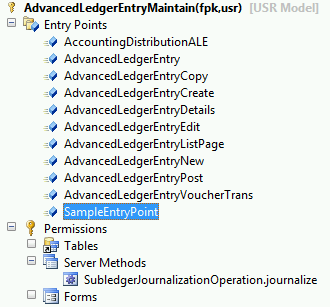 AdvancedLedgerEntryMaintain(fpk,usr) [USR Model]
Entry Points
AccountingDistributionALE
AdvancedLedgerEntry
AdvancedLedgerEntryCopy
AdvancedLedgerEntryCreate
AdvancedLedgerEntryDetails
AdvancedLedgerEntryEdit
AdvancedLedgerEntryListPage
AdvancedLedgerEntryNew
AdvancedLedgerEntryPost
AdvancedLedgerEntryVoucherTrans
SampleEntryPoint
Permissions
Tables
Server Methods
SubledgerJournalizationOperation.journalize
Forms